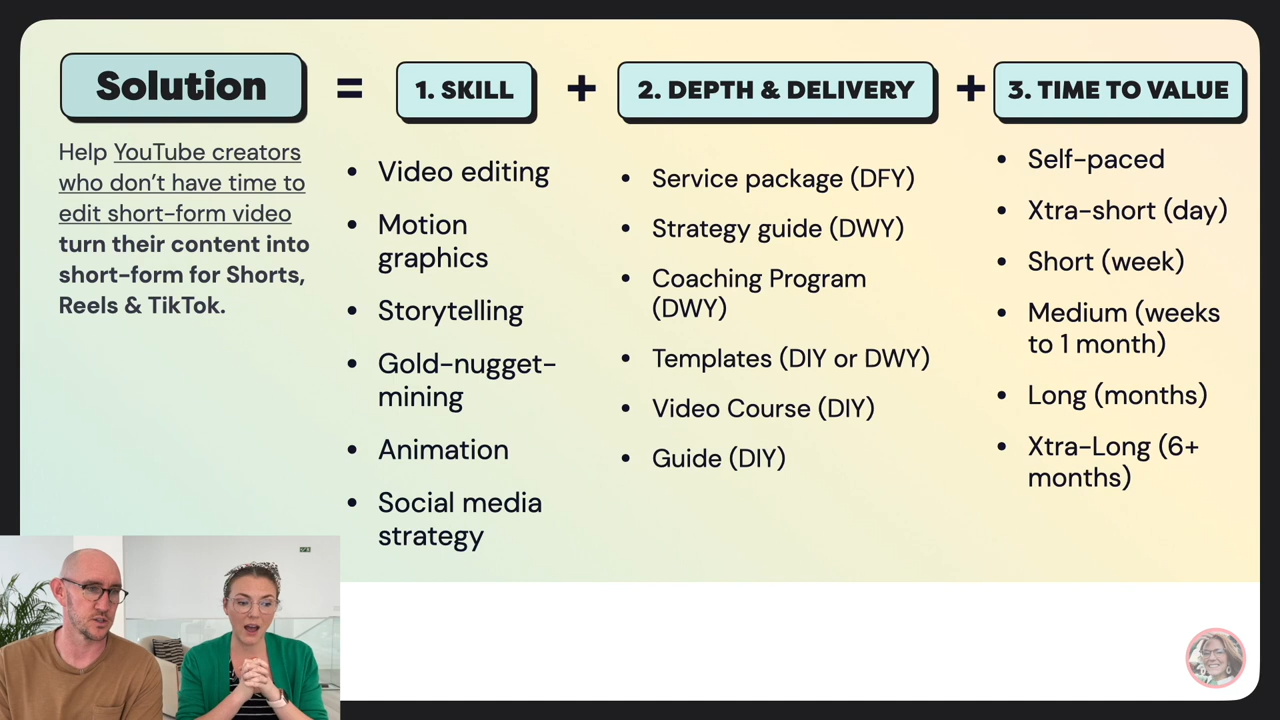 Solution = 1. SKILL + 2. DEPTH & DELIVERY + 3. TIME TO VALUE
Help YouTube creators
who don't have time to
edit short-form video
turn their content into
short-form for Shorts,
Reels & TikTok.
• Video editing
• Motion
graphics
• Storytelling
• Gold-nugget-
mining
• Animation
• Social media
strategy
• Service package (DFY)
• Strategy guide (DWY)
• Coaching Program
(DWY)
• Templates (DIY or DWY)
• Video Course (DIY)
• Guide (DIY)
• Self-paced
• Xtra-short (day)
• Short (week)
• Medium (weeks
to 1 month)
• Long (months)
• Xtra-Long (6+
months)